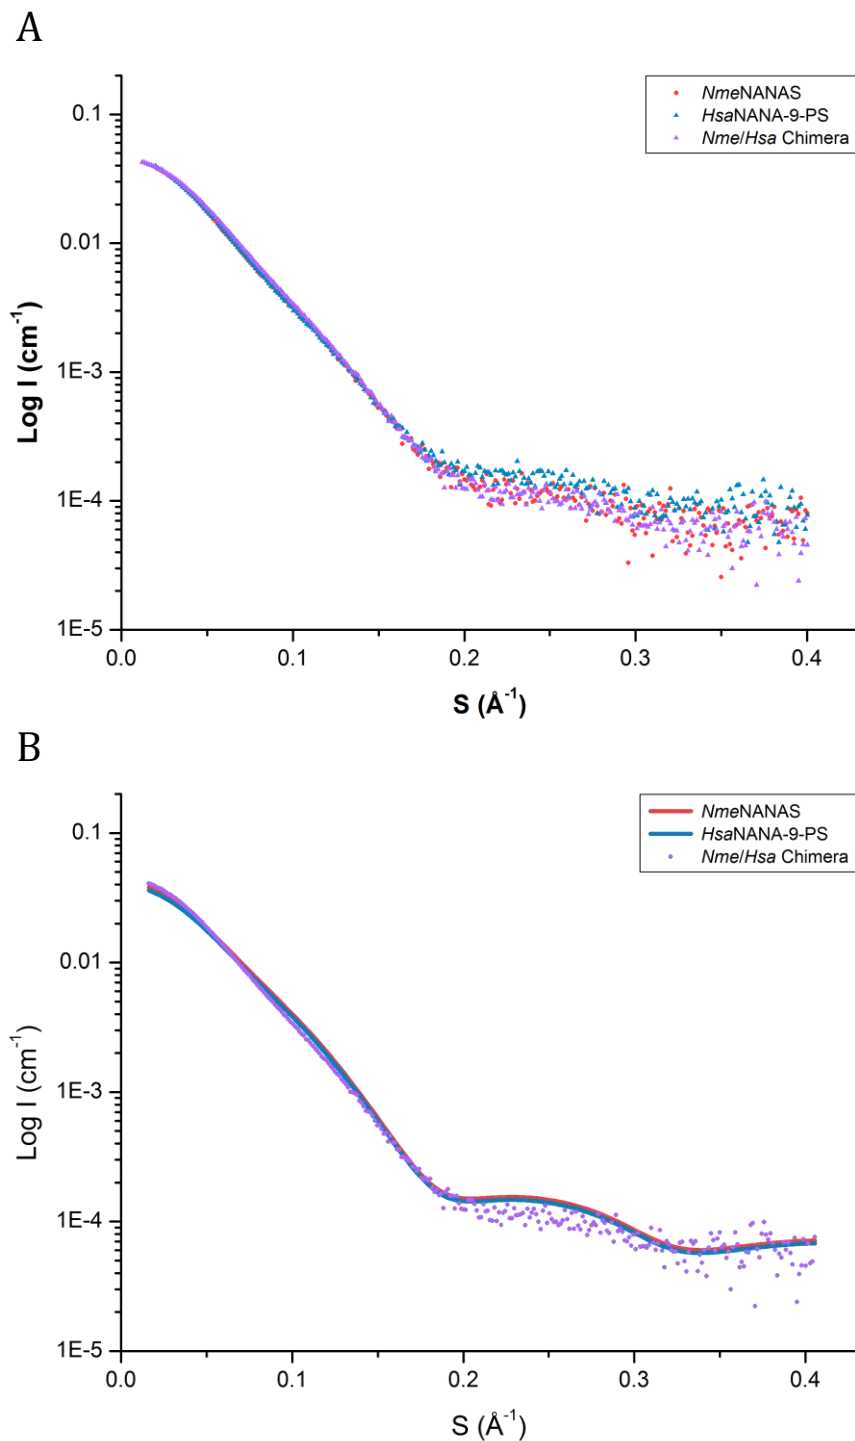 A
NmeNANAS
HsaNANA-9-PS
Nme/Hsa Chimera
0.1
0.01
1E-3
1E-4
1E-5
Log I (cm⁻¹)
0.0 0.1 0.2 0.3 0.4
S (Å⁻¹)
B
NmeNANAS
HsaNANA-9-PS
Nme/Hsa Chimera
0.1
0.01
1E-3
1E-4
1E-5
Log I (cm⁻¹)
0.0 0.1 0.2 0.3 0.4
S (Å⁻¹)